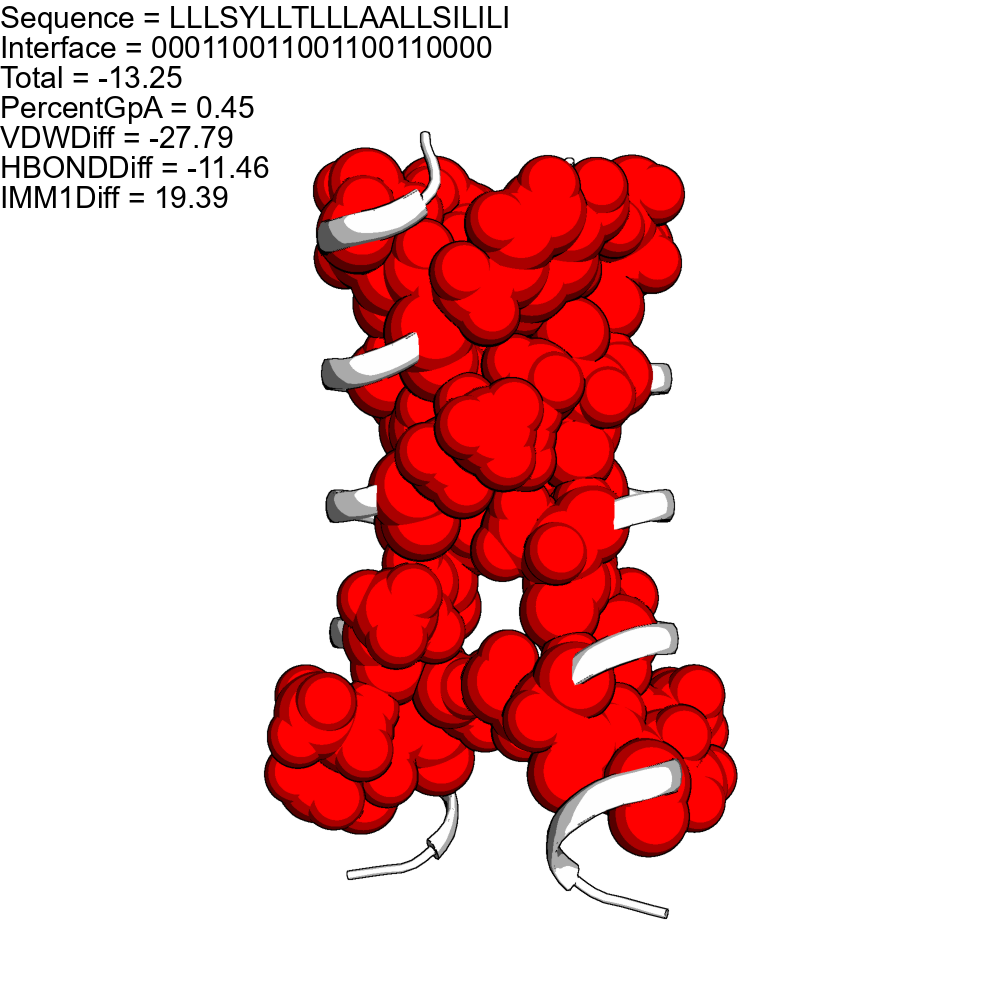 Sequence = LLLSYLLTLLLAALLSILILI
Interface = 000110011001100110000
Total = -13.25
PercentGpA = 0.45
VDWDiff = -27.79
HBONDDiff = -11.46
IMM1Diff = 19.39